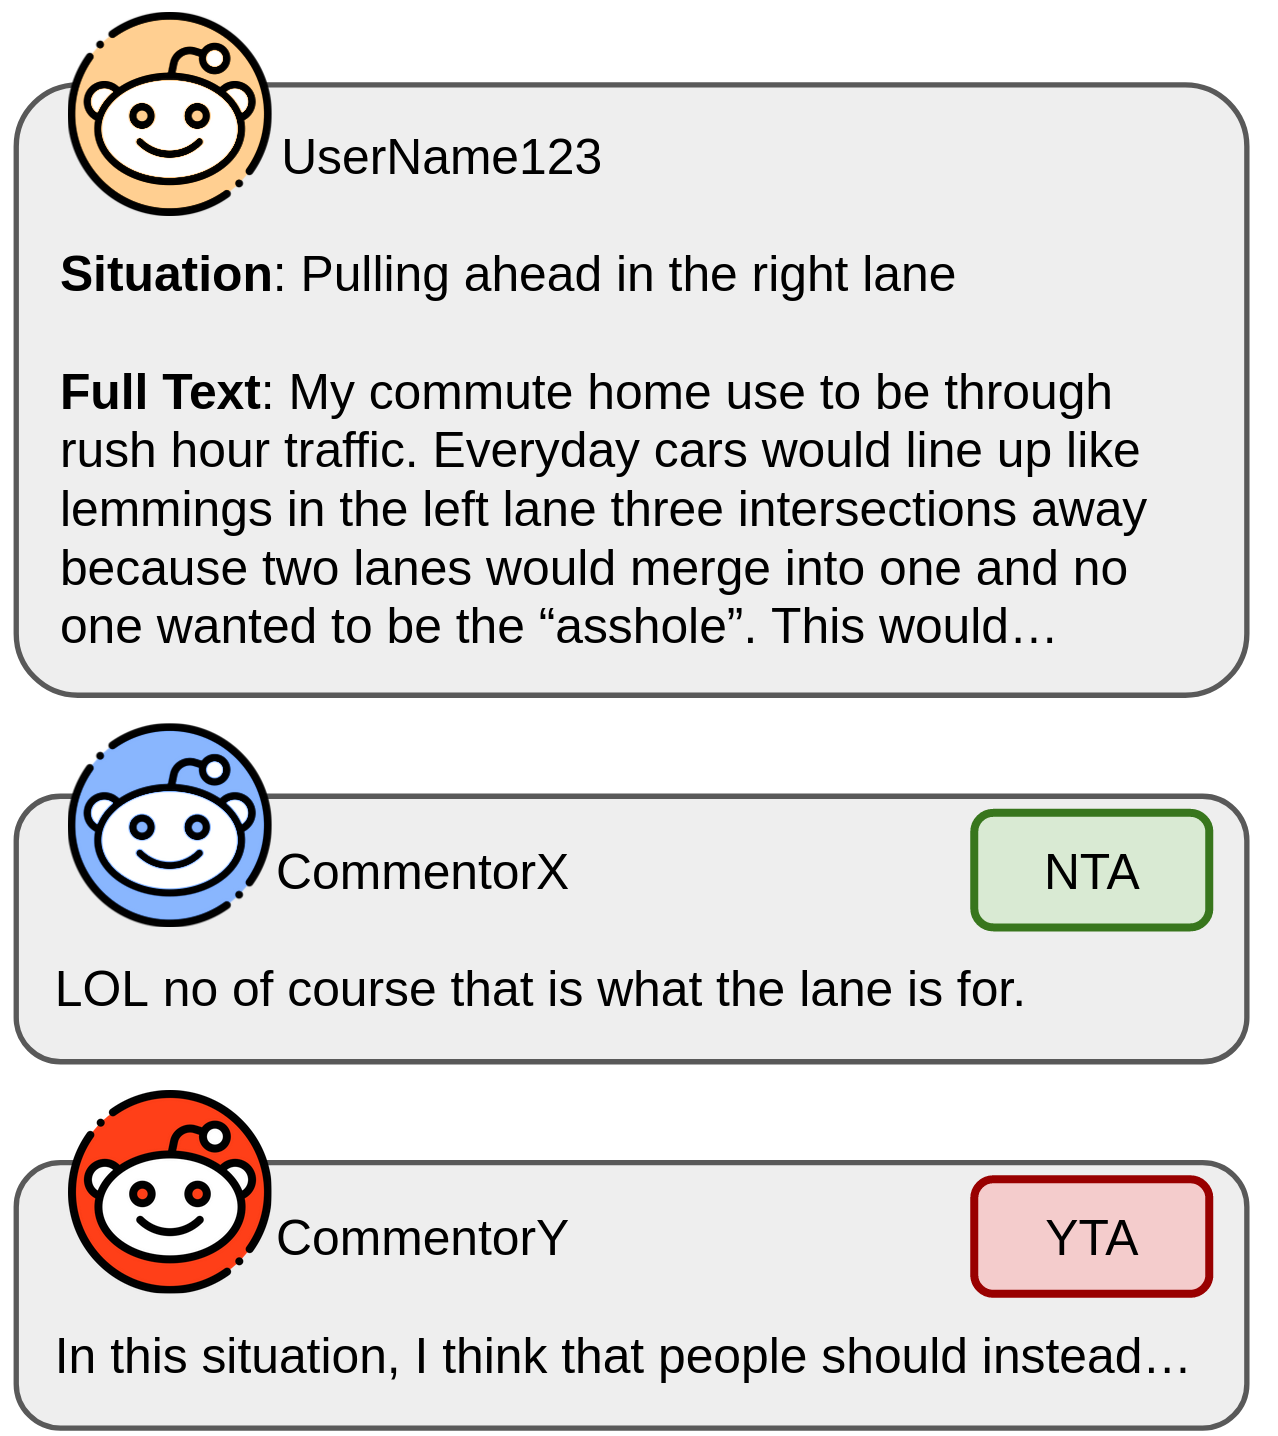 UserName123
Situation: Pulling ahead in the right lane
Full Text: My commute home use to be through
rush hour traffic. Everyday cars would line up like
lemmings in the left lane three intersections away
because two lanes would merge into one and no
one wanted to be the “asshole”. This would…
CommentorX
NTA
LOL no of course that is what the lane is for.
CommentorY
YTA
In this situation, I think that people should instead…